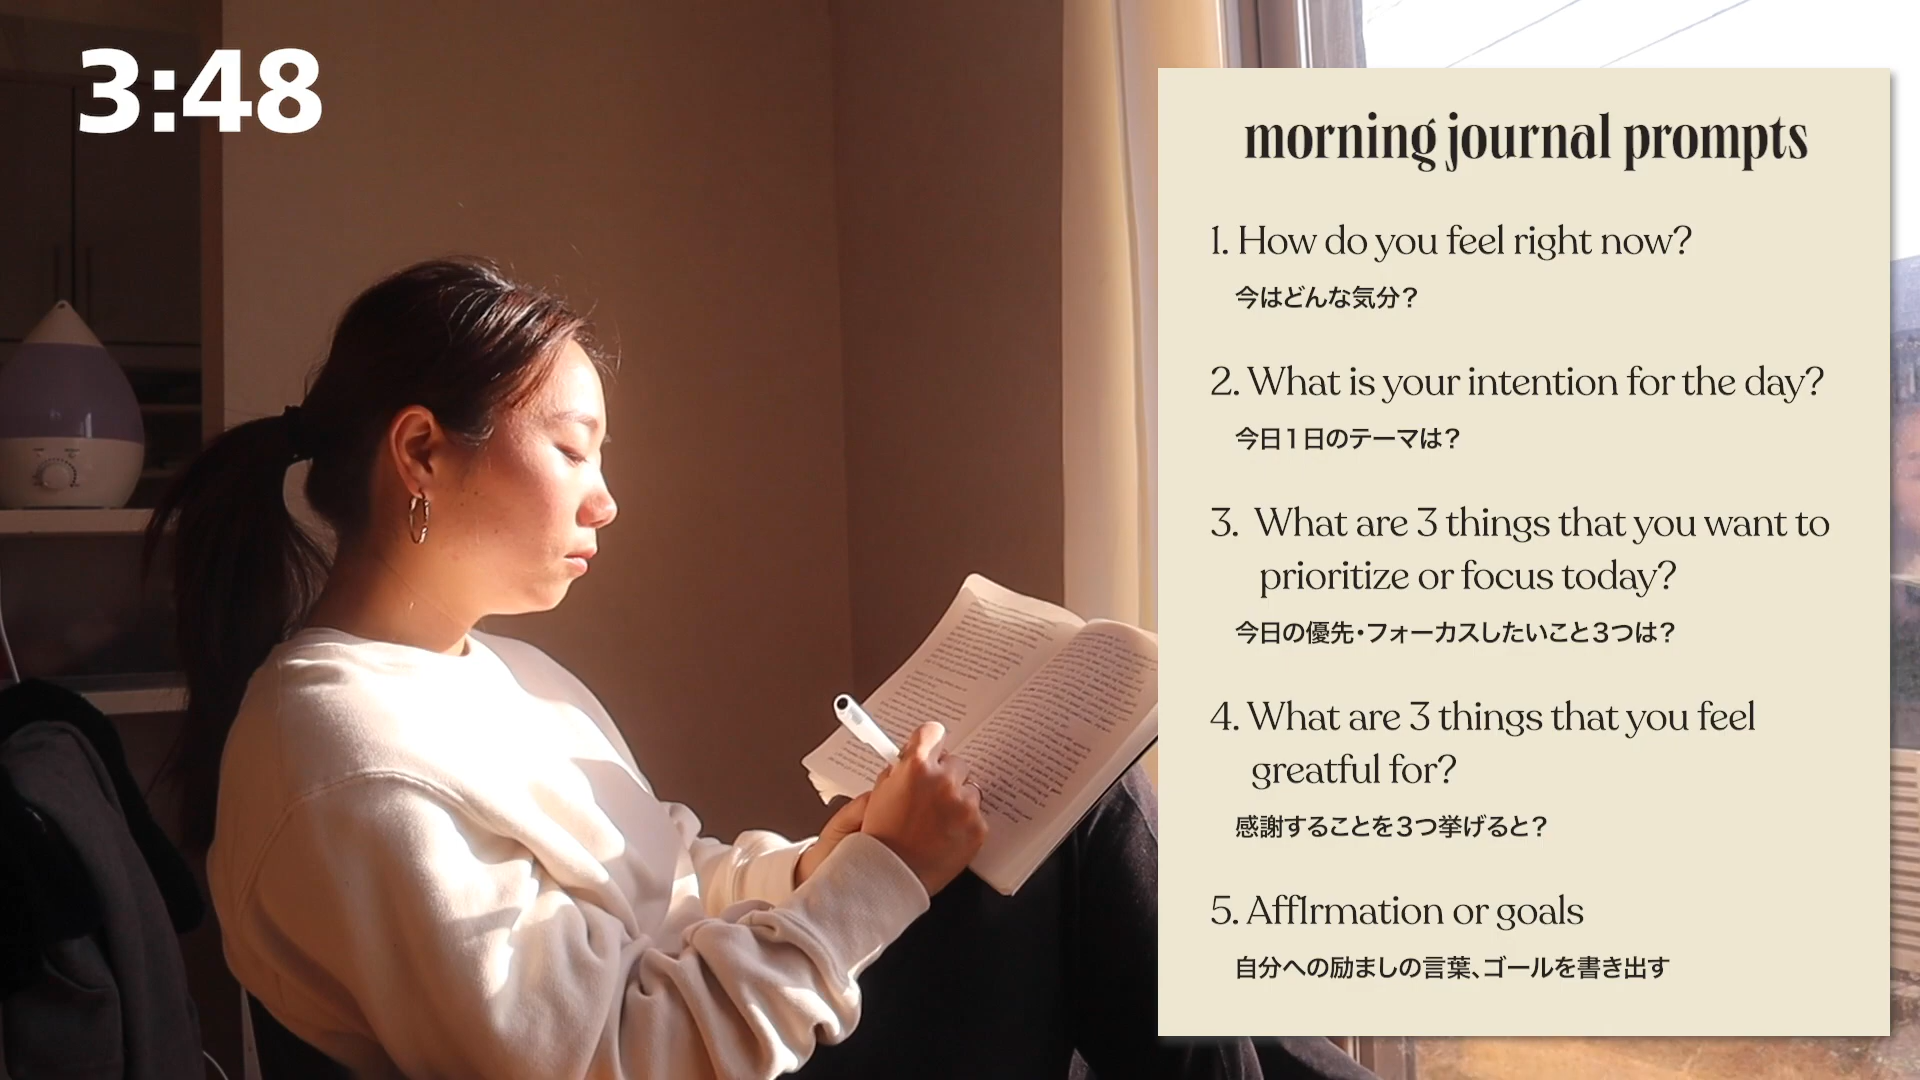 3:48
morning journal prompts
1. How do you feel right now?
今はどんな気分？
2. What is your intention for the day?
今日1日のテーマは？
3. What are 3 things that you want to
prioritize or focus today?
今日の優先・フォーカスしたいこと3つは？
4. What are 3 things that you feel
greatful for?
感謝することを3つ挙げると？
5. AffIrmation or goals
自分への励ましの言葉、ゴールを書き出す